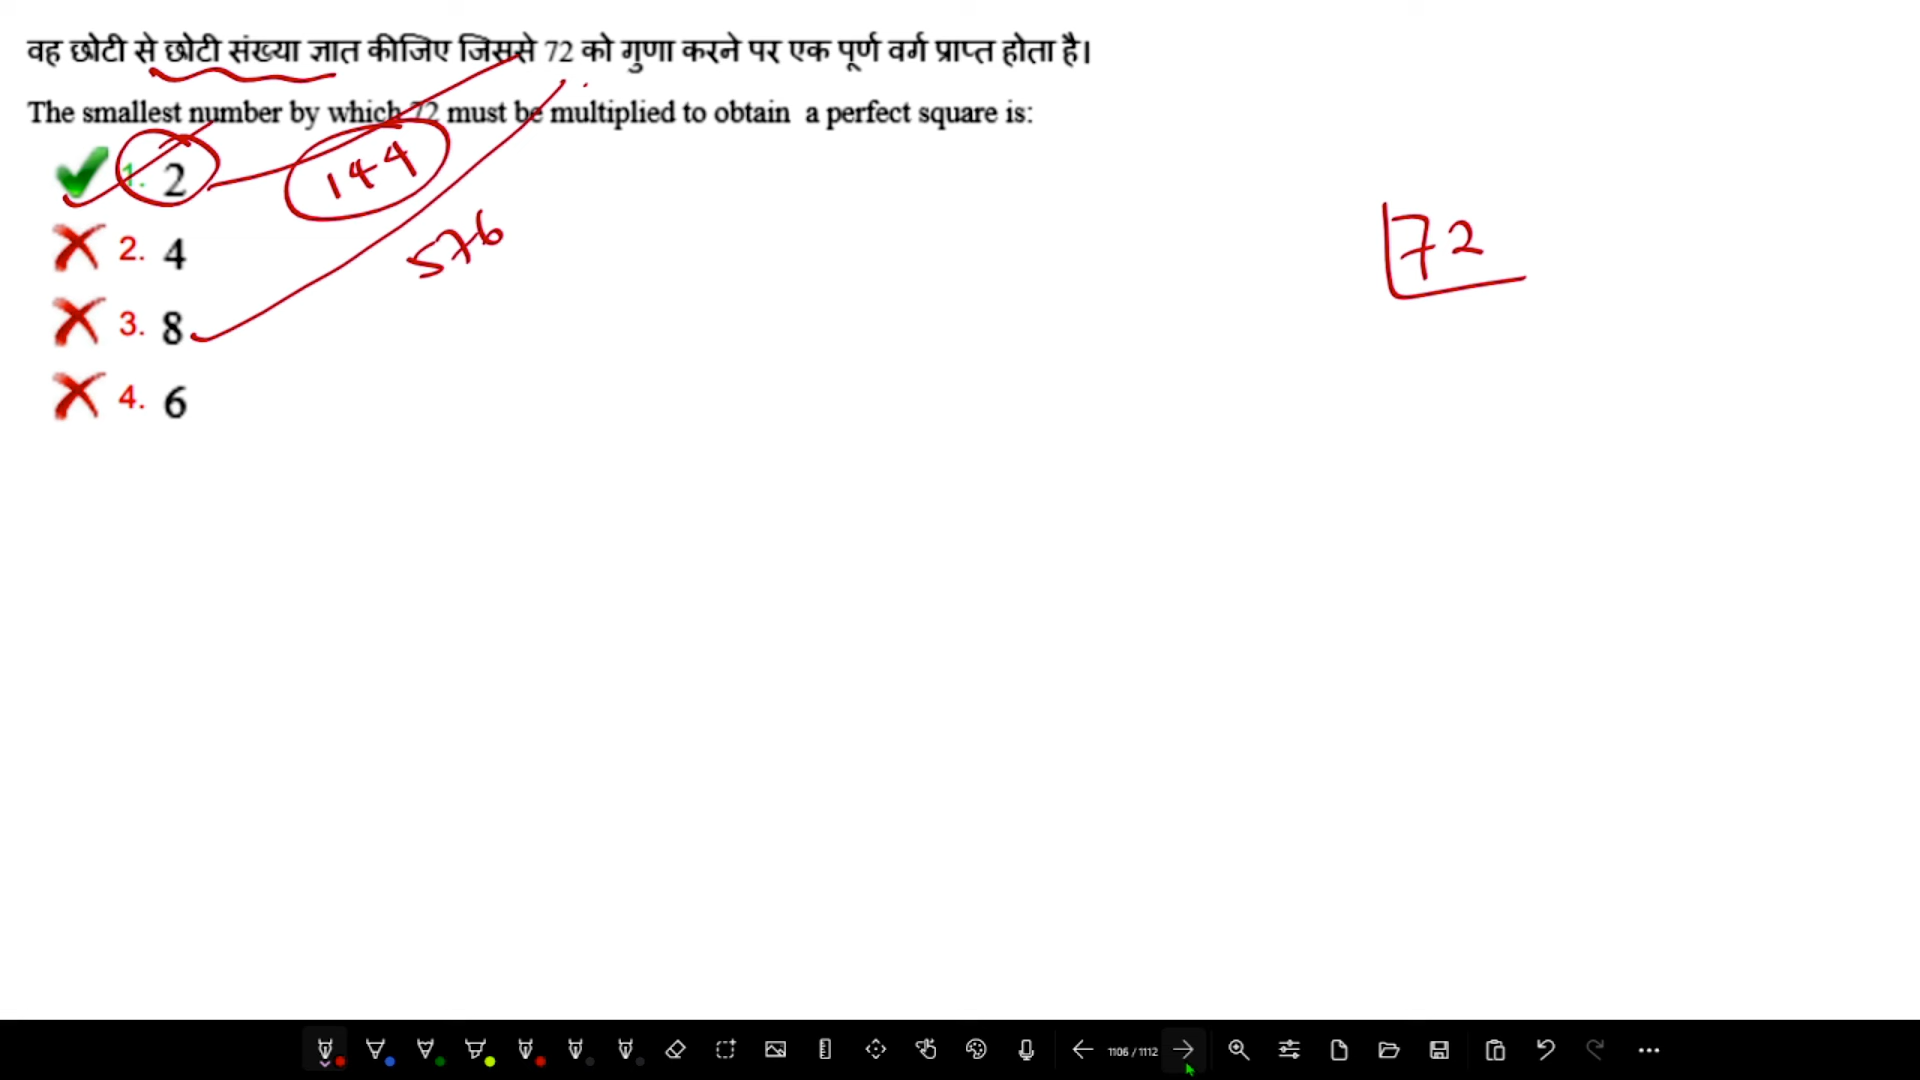 वह छोटी से छोटी संख्या ज्ञात कीजिए जिससे 72 को गुणा करने पर एक पूर्ण वर्ग प्राप्त होता है।
The smallest number by which 72 must be multiplied to obtain a perfect square is:
1. 2
144
2. 4
576
72
3. 8
4. 6
1106 / 1112